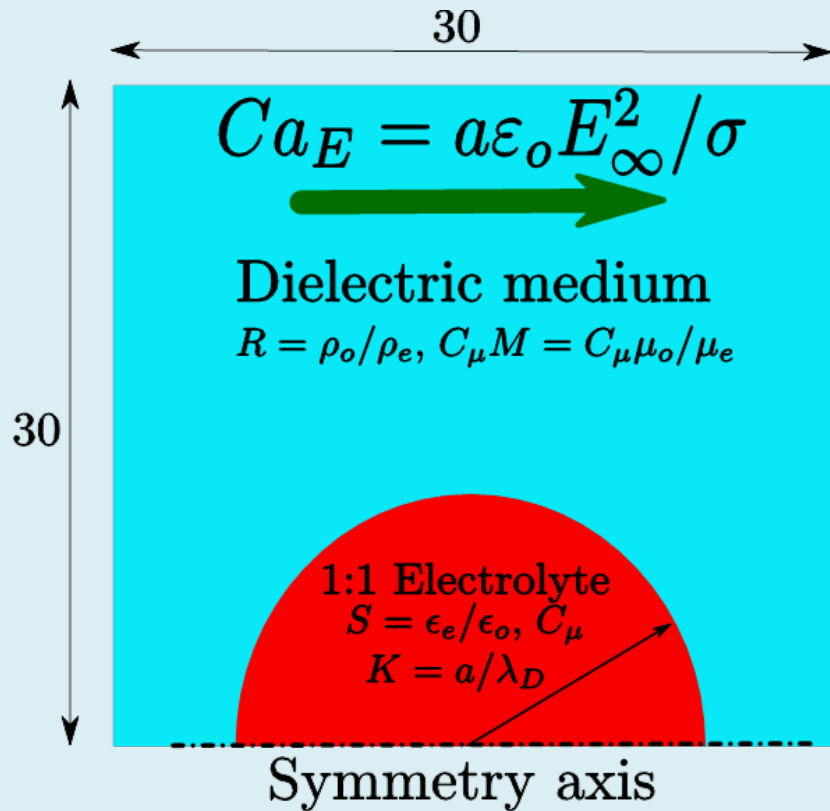 30
Ca_E = aε_oE_∞^2/σ
Dielectric medium
R = ρ_o/ρ_e, C_μM = C_μμ_o/μ_e
30
1:1 Electrolyte
S = ϵ_e/ϵ_o, C_μ
K = a/λ_D
Symmetry axis